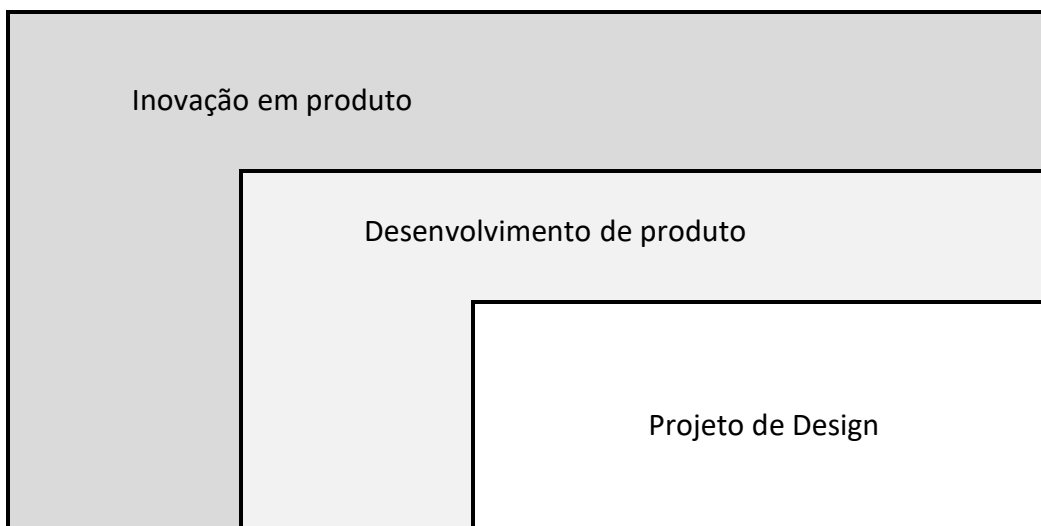 Inovação em produto
Desenvolvimento de produto
Projeto de Design